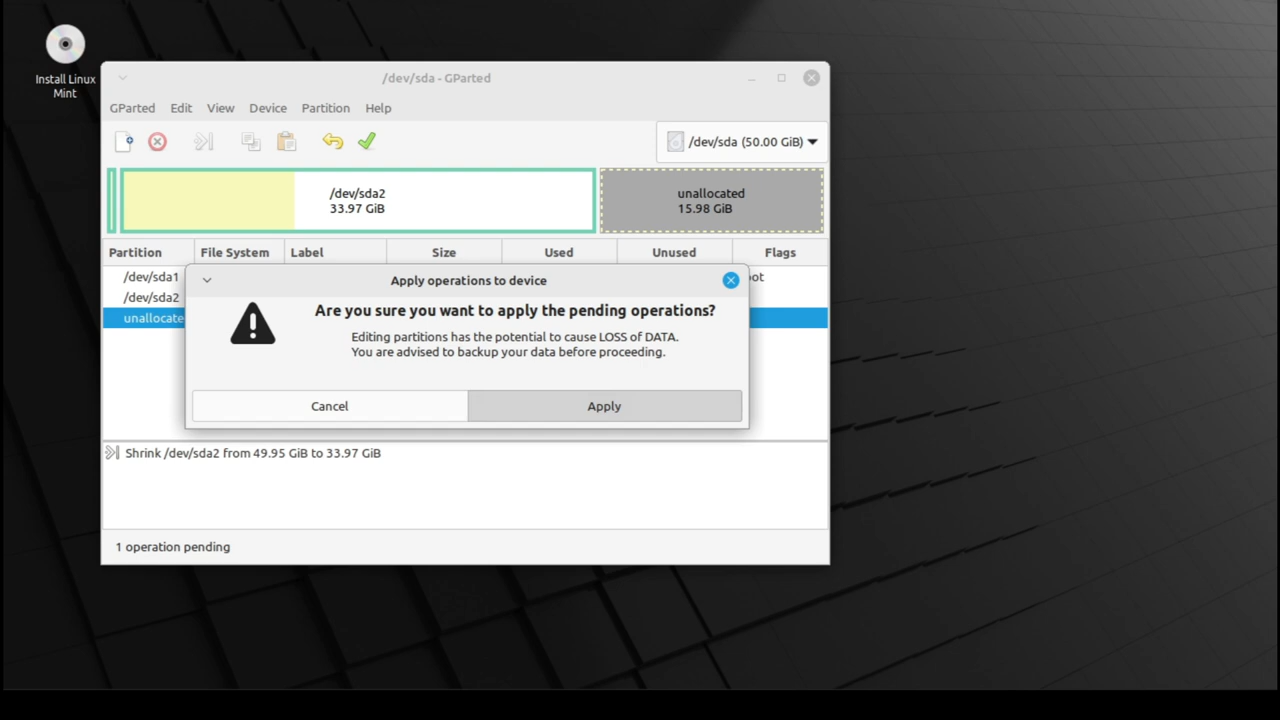 Install Linux
Mint
/dev/sda - GParted
GParted Edit View Device Partition Help
/dev/sda (50.00 GiB)
/dev/sda2
33.97 GiB
unallocated
15.98 GiB
Partition File System Label Size Used Unused Flags
/dev/sda1
/dev/sda2
unallocate
Apply operations to device
Are you sure you want to apply the pending operations?
Editing partitions has the potential to cause LOSS of DATA.
You are advised to backup your data before proceeding.
Cancel Apply
Shrink /dev/sda2 from 49.95 GiB to 33.97 GiB
1 operation pending